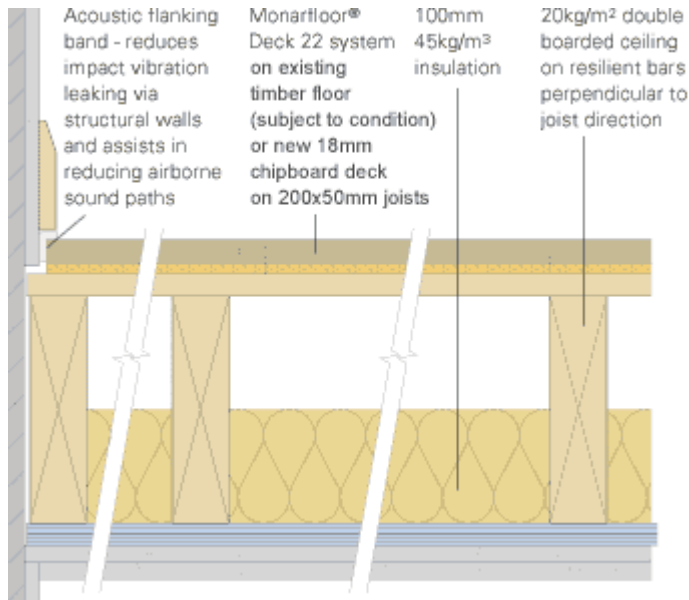 Acoustic flanking
band - reduces
impact vibration
leaking via
structural walls
and assists in
reducing airborne
sound paths
Monarfloor®
Deck 22 system
on existing
timber floor
(subject to condition)
or new 18mm
chipboard deck
on 200x50mm joists
100mm
45kg/m³
insulation
20kg/m² double
boarded ceiling
on resilient bars
perpendicular to
joist direction